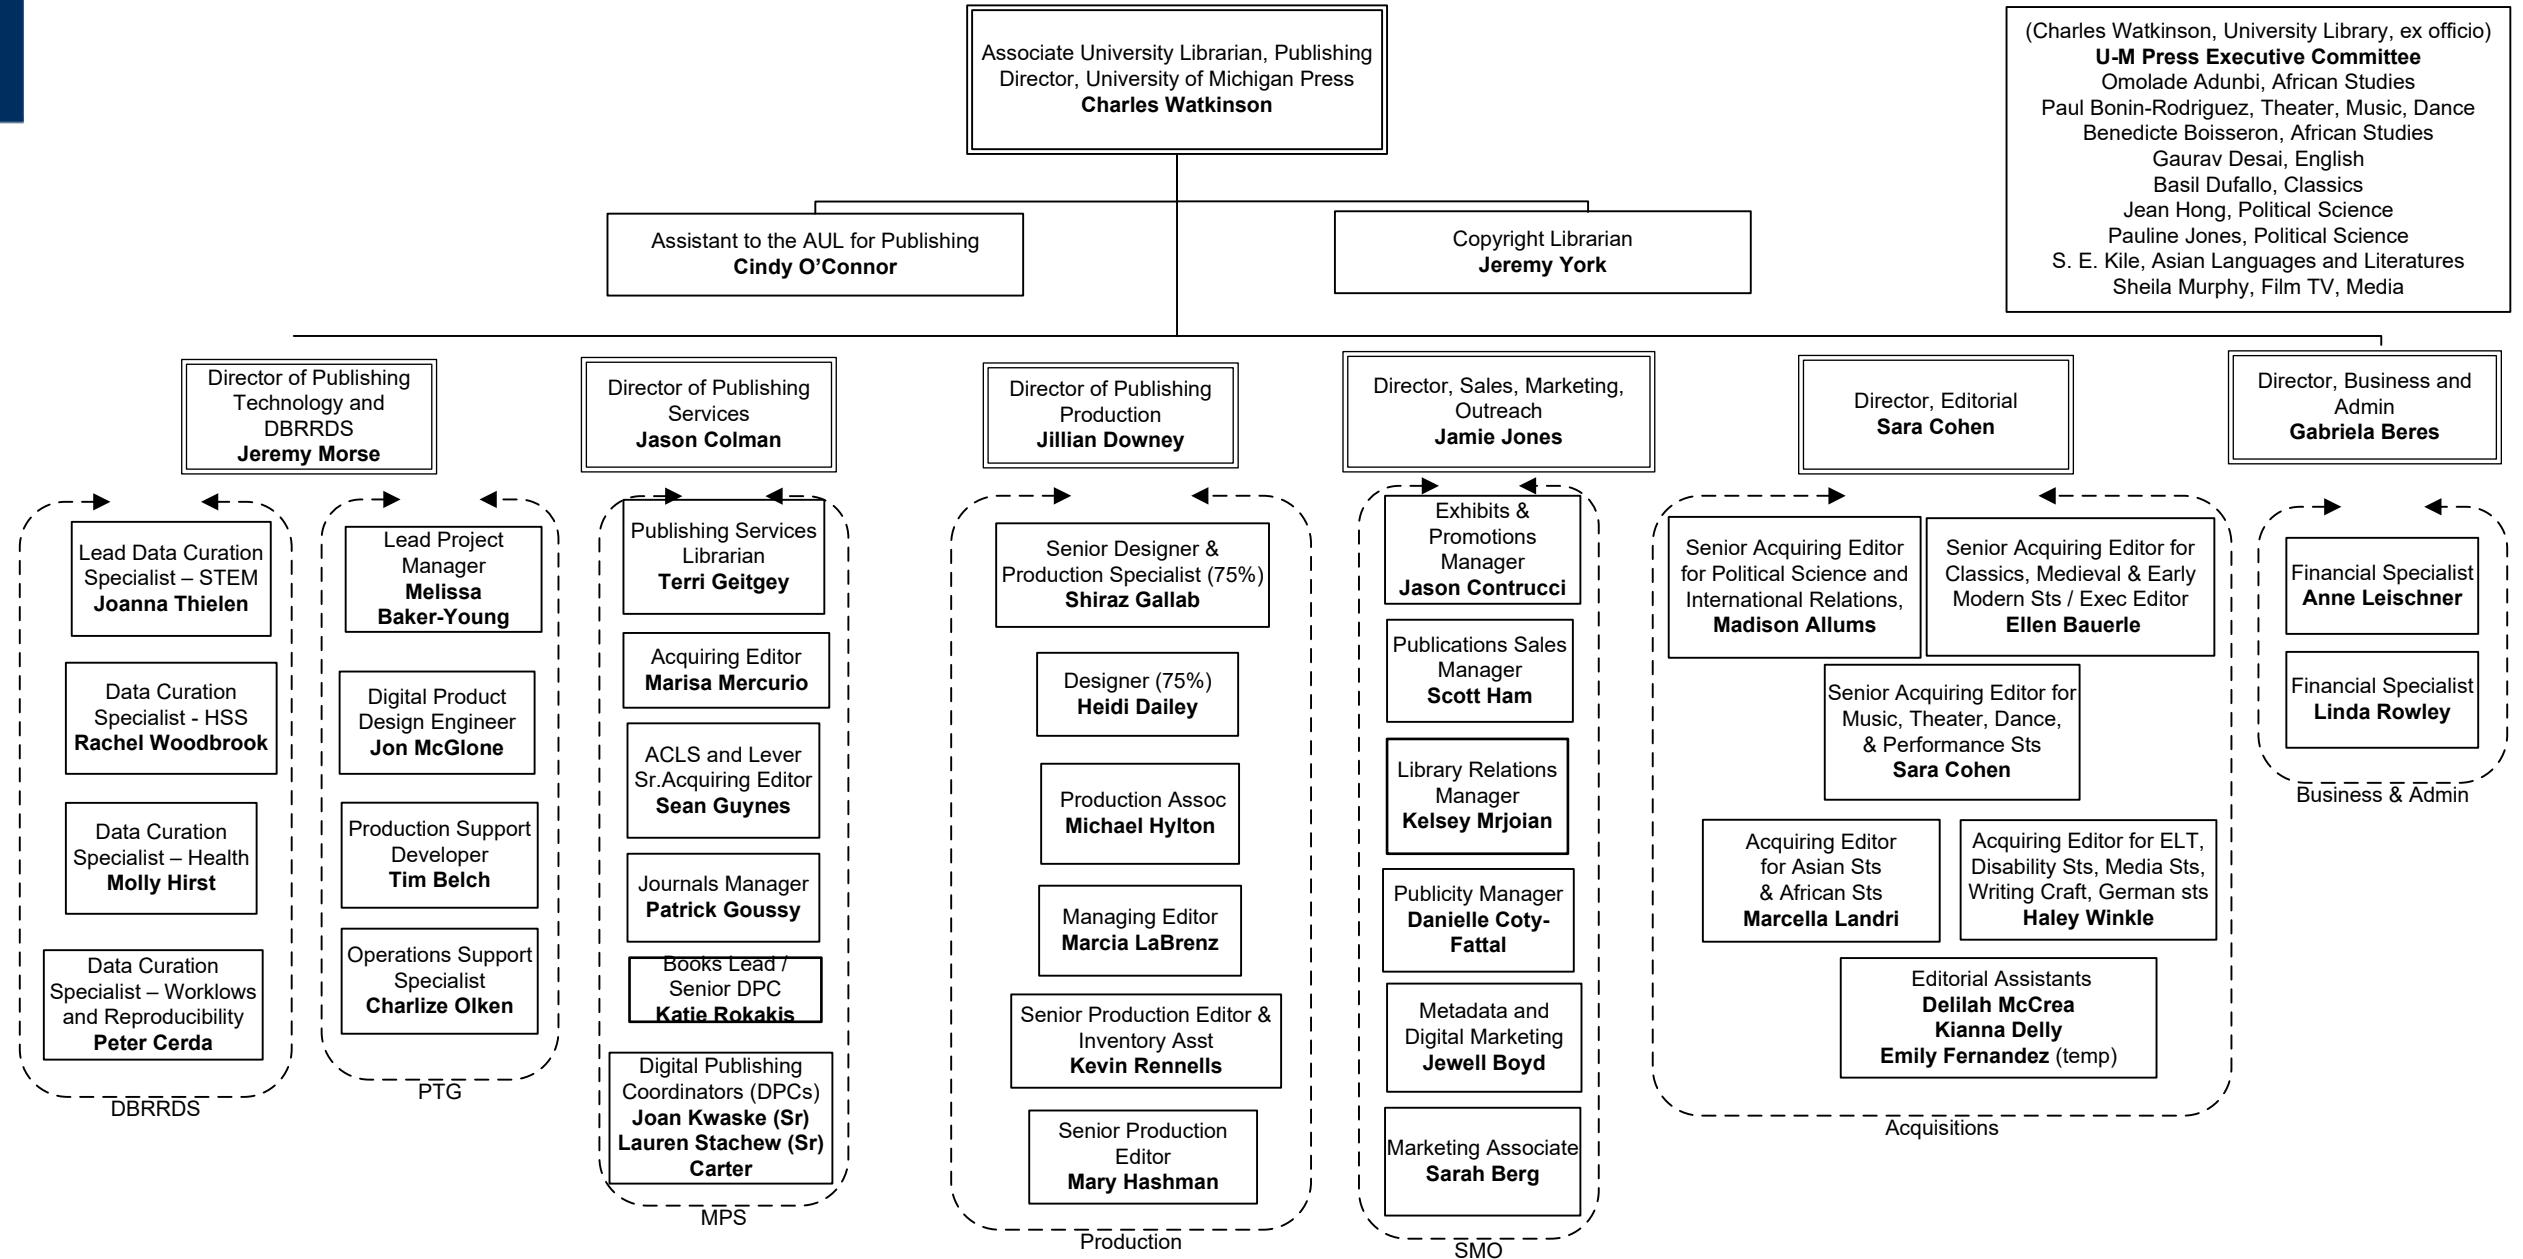 Associate University Librarian, Publishing
Director, University of Michigan Press
Charles Watkinson
(Charles Watkinson, University Library, ex officio)
U-M Press Executive Committee
Omolade Adunbi, African Studies
Paul Bonin-Rodriguez, Theater, Music, Dance
Benedicte Boisseron, African Studies
Gaurav Desai, English
Basil Dufallo, Classics
Jean Hong, Political Science
Pauline Jones, Political Science
S. E. Kile, Asian Languages and Literatures
Sheila Murphy, Film TV, Media
Assistant to the AUL for Publishing
Cindy O’Connor
Copyright Librarian
Jeremy York
Director of Publishing
Technology and
DBRRDS
Jeremy Morse
Director of Publishing
Services
Jason Colman
Director of Publishing
Production
Jillian Downey
Director, Sales, Marketing,
Outreach
Jamie Jones
Director, Editorial
Sara Cohen
Director, Business and
Admin
Gabriela Beres
Lead Data Curation
Specialist – STEM
Joanna Thielen
Data Curation
Specialist - HSS
Rachel Woodbrook
Data Curation
Specialist – Health
Molly Hirst
Data Curation
Specialist – Worklows
and Reproducibility
Peter Cerda
DBRRDS
Lead Project
Manager
Melissa
Baker-Young
Digital Product
Design Engineer
Jon McGlone
Production Support
Developer
Tim Belch
Operations Support
Specialist
Charlize Olken
PTG
Publishing Services
Librarian
Terri Geitgey
Acquiring Editor
Marisa Mercurio
ACLS and Lever
Sr.Acquiring Editor
Sean Guynes
Journals Manager
Patrick Goussy
Books Lead /
Senior DPC
Katie Rokakis
Digital Publishing
Coordinators (DPCs)
Joan Kwaske (Sr)
Lauren Stachew (Sr)
Carter
MPS
Senior Designer &
Production Specialist (75%)
Shiraz Gallab
Designer (75%)
Heidi Dailey
Production Assoc
Michael Hylton
Managing Editor
Marcia LaBrenz
Senior Production Editor &
Inventory Asst
Kevin Rennells
Senior Production
Editor
Mary Hashman
Production
Exhibits &
Promotions
Manager
Jason Contrucci
Publications Sales
Manager
Scott Ham
Library Relations
Manager
Kelsey Mrjoian
Publicity Manager
Danielle Coty-
Fattal
Metadata and
Digital Marketing
Jewell Boyd
Marketing Associate
Sarah Berg
SMO
Senior Acquiring Editor
for Political Science and
International Relations,
Madison Allums
Senior Acquiring Editor for
Classics, Medieval & Early
Modern Sts / Exec Editor
Ellen Bauerle
Senior Acquiring Editor for
Music, Theater, Dance,
& Performance Sts
Sara Cohen
Acquiring Editor
for Asian Sts
& African Sts
Marcella Landri
Acquiring Editor for ELT,
Disability Sts, Media Sts,
Writing Craft, German sts
Haley Winkle
Editorial Assistants
Delilah McCrea
Kianna Delly
Emily Fernandez (temp)
Acquisitions
Financial Specialist
Anne Leischner
Financial Specialist
Linda Rowley
Business & Admin